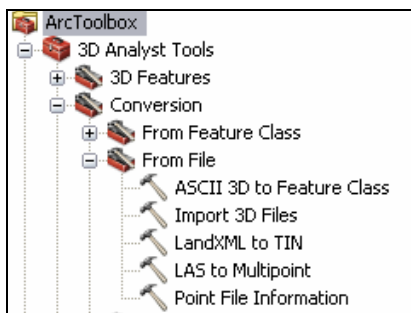 ArcToolbox
3D Analyst Tools
3D Features
Conversion
From Feature Class
From File
ASCII 3D to Feature Class
Import 3D Files
LandXML to TIN
LAS to Multipoint
Point File Information